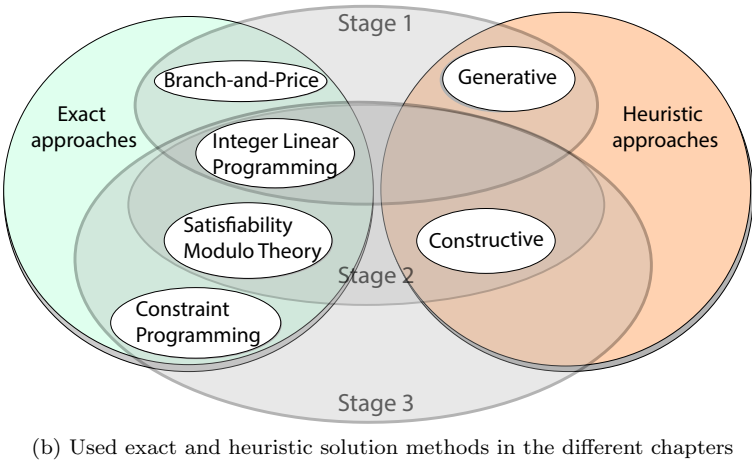 Stage 1
Branch-and-Price
Generative
Exact
approaches
Heuristic
approaches
Integer Linear
Programming
Satisfiability
Modulo Theory
Constructive
Stage 2
Constraint
Programming
Stage 3
(b) Used exact and heuristic solution methods in the different chapters